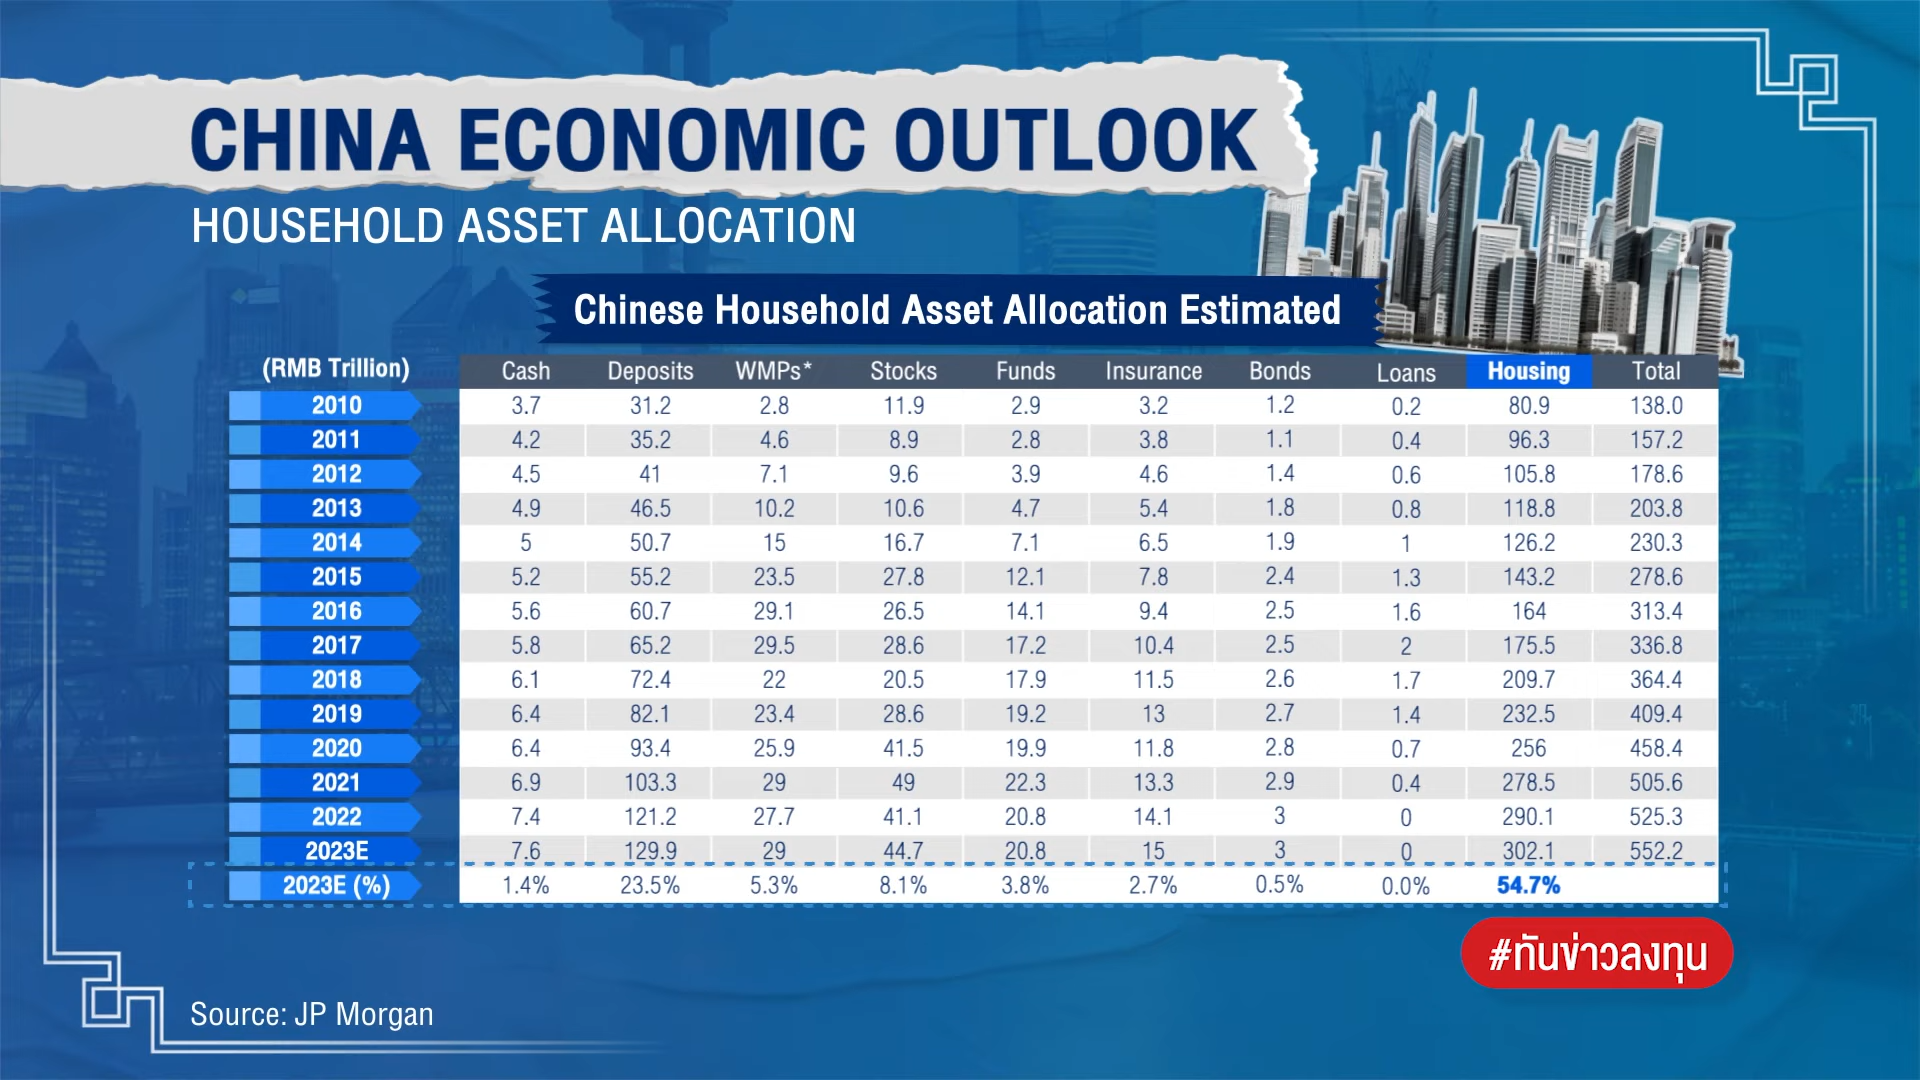 CHINA ECONOMIC OUTLOOK
HOUSEHOLD ASSET ALLOCATION
Chinese Household Asset Allocation Estimated
(RMB Trillion) Cash Deposits WMPs* Stocks Funds Insurance Bonds Loans Housing Total
2010 3.7 31.2 2.8 11.9 2.9 3.2 1.2 0.2 80.9 138.0
2011 4.2 35.2 4.6 8.9 2.8 3.8 1.1 0.4 96.3 157.2
2012 4.5 41 7.1 9.6 3.9 4.6 1.4 0.6 105.8 178.6
2013 4.9 46.5 10.2 10.6 4.7 5.4 1.8 0.8 118.8 203.8
2014 5 50.7 15 16.7 7.1 6.5 1.9 1 126.2 230.3
2015 5.2 55.2 23.5 27.8 12.1 7.8 2.4 1.3 143.2 278.6
2016 5.6 60.7 29.1 26.5 14.1 9.4 2.5 1.6 164 313.4
2017 5.8 65.2 29.5 28.6 17.2 10.4 2.5 2 175.5 336.8
2018 6.1 72.4 22 20.5 17.9 11.5 2.6 1.7 209.7 364.4
2019 6.4 82.1 23.4 28.6 19.2 13 2.7 1.4 232.5 409.4
2020 6.4 93.4 25.9 41.5 19.9 11.8 2.8 0.7 256 458.4
2021 6.9 103.3 29 49 22.3 13.3 2.9 0.4 278.5 505.6
2022 7.4 121.2 27.7 41.1 20.8 14.1 3 0 290.1 525.3
2023E 7.6 129.9 29 44.7 20.8 15 3 0 302.1 552.2
2023E (%) 1.4% 23.5% 5.3% 8.1% 3.8% 2.7% 0.5% 0.0% 54.7%
#ทันข่าวลงทุน
Source: JP Morgan